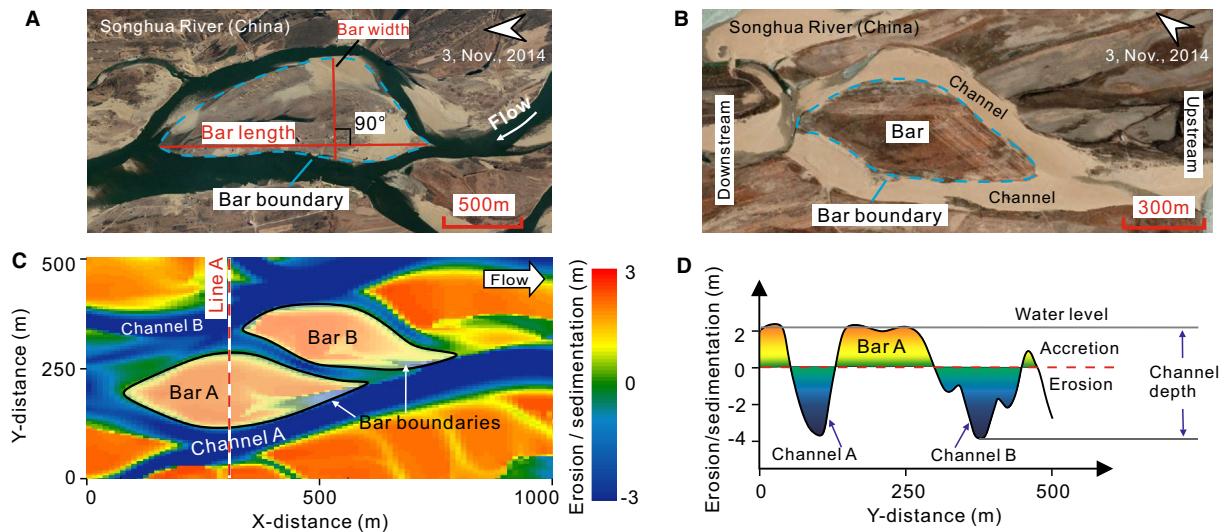 A
Songhua River (China)
Bar width
3, Nov., 2014
90°
Flow
Bar length
Bar boundary
500m
B
Songhua River (China)
3, Nov., 2014
Channel
Bar
Downstream
Upstream
Channel
Bar boundary
300m
C
500
250
0
Y-distance (m)
Line A
Flow
Channel B
Bar B
Bar A
Bar boundaries
Channel A
0
500
1000
X-distance (m)
Erosion / sedimentation (m)
3
0
-3
D
Erosion/sedimentation (m)
2
0
-2
-4
Water level
Bar A
Accretion
Erosion
Channel
depth
Channel A
Channel B
0
250
500
Y-distance (m)